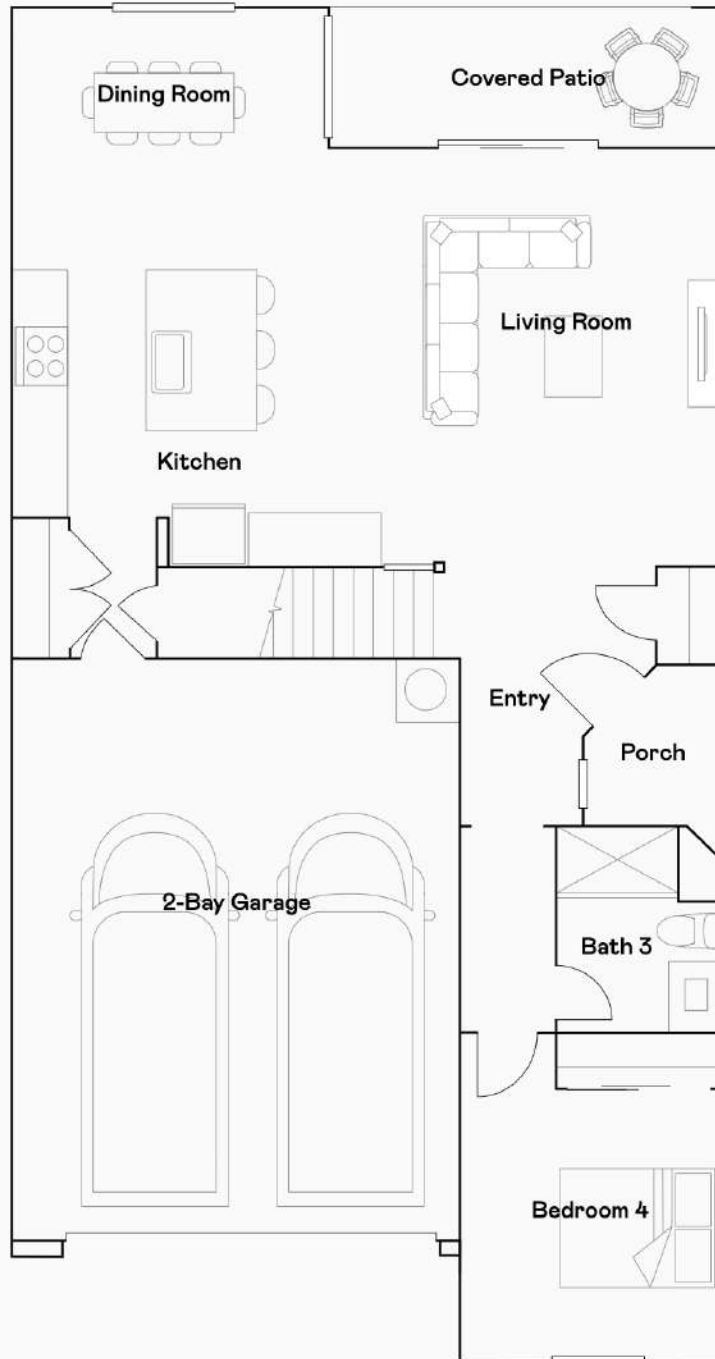 Dining Room
Covered Patio
Living Room
Kitchen
Entry
Porch
2-Bay Garage
Bath 3
Bedroom 4